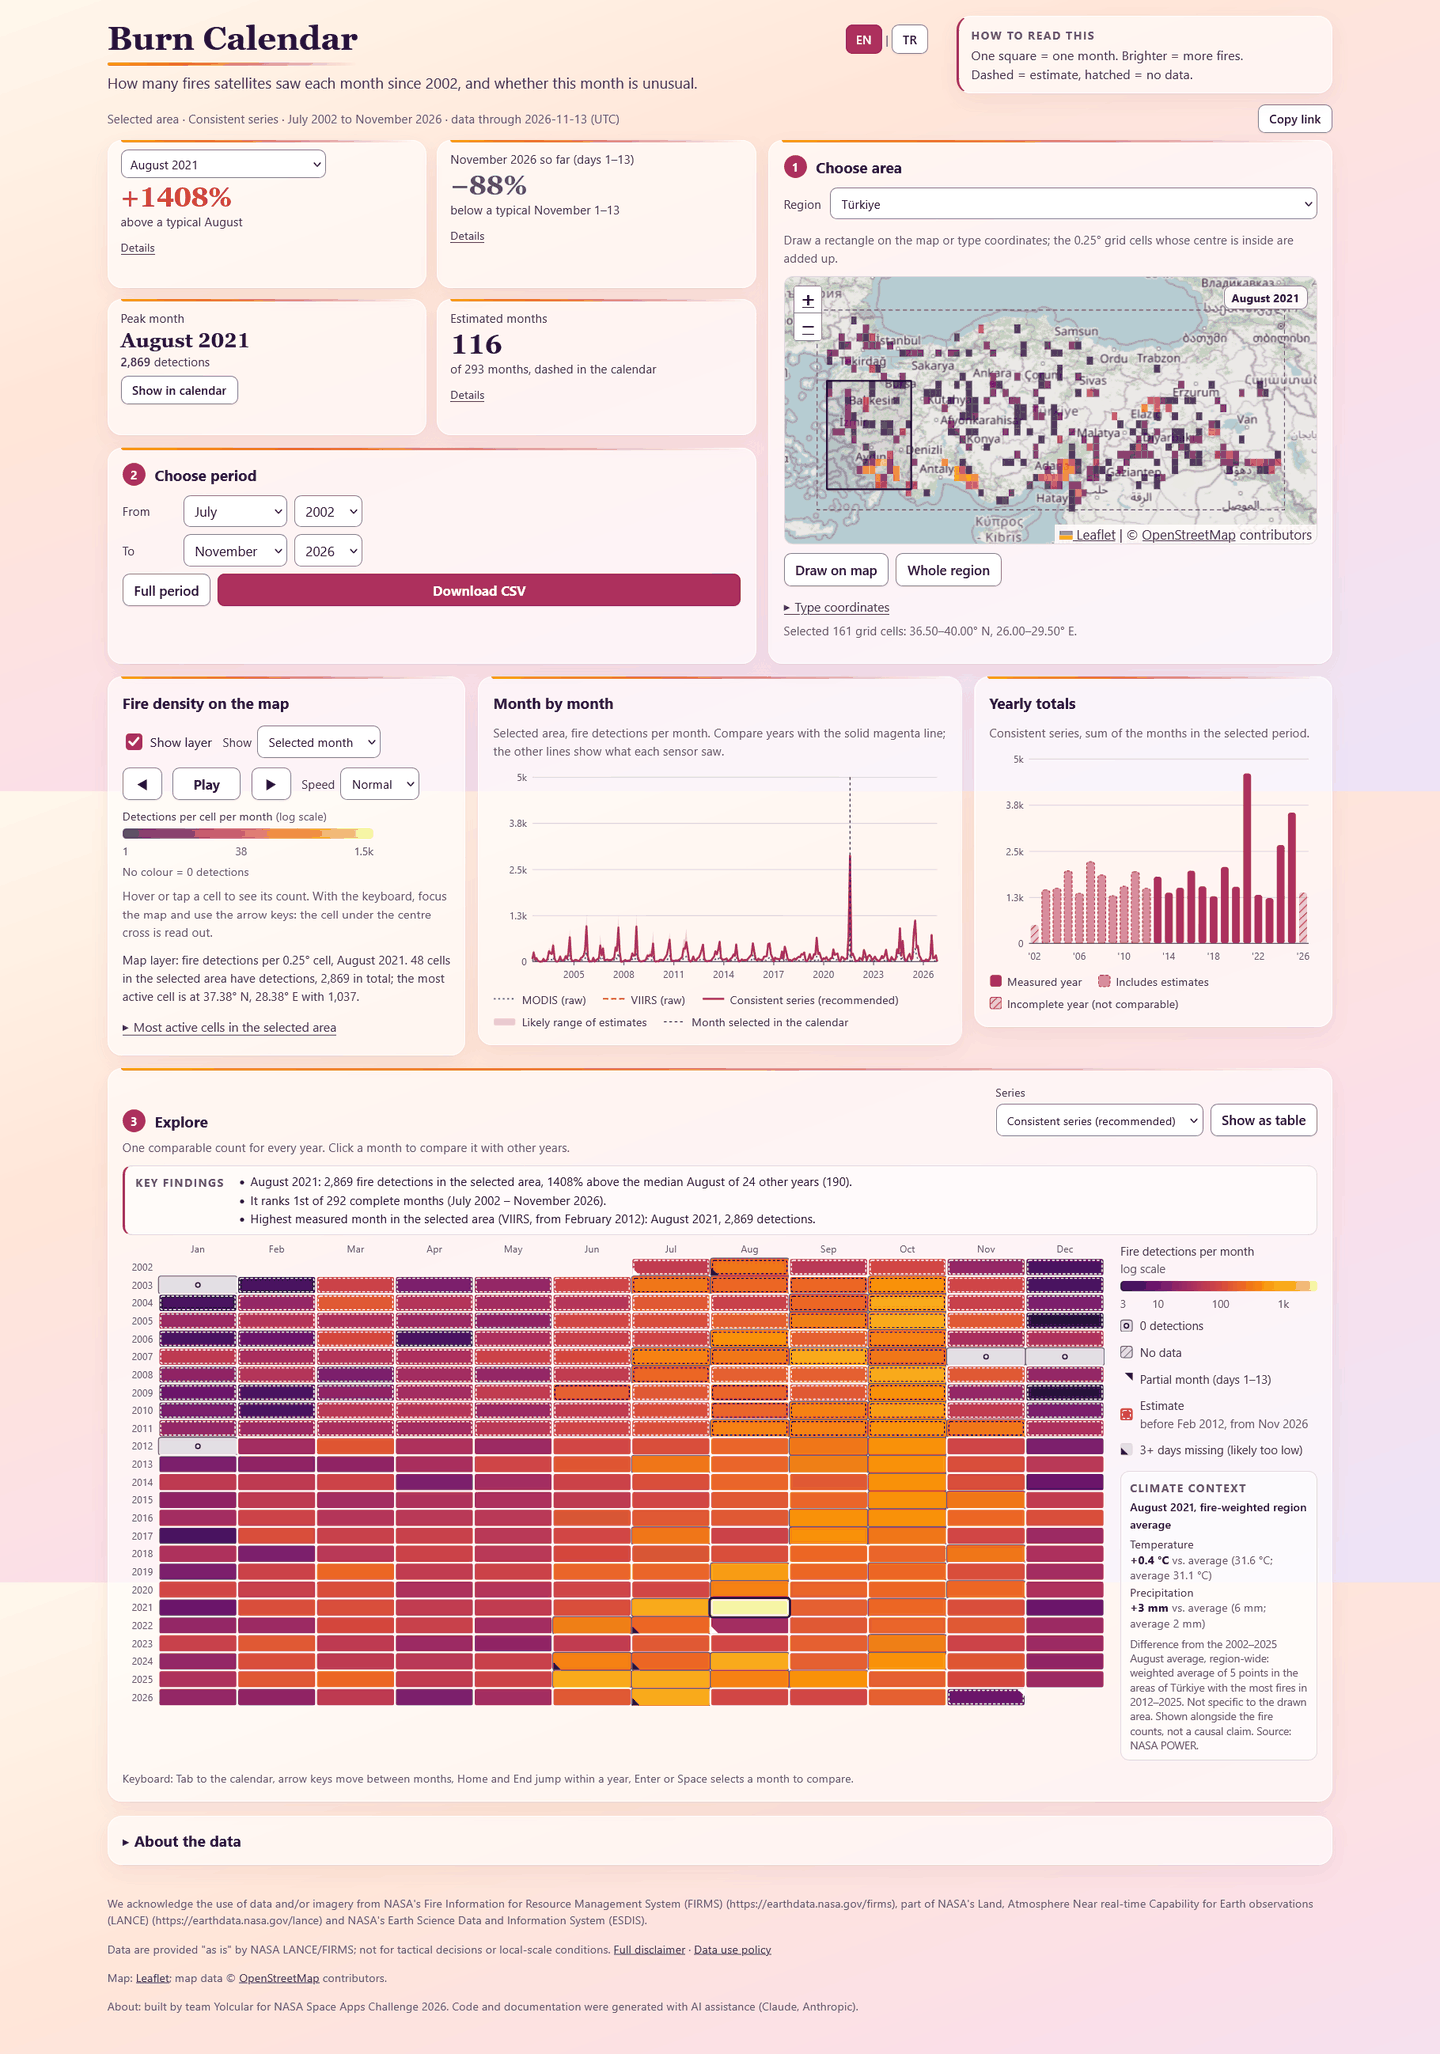 Burn Calendar
How many fires satellites saw each month since 2002, and whether this month is unusual.
EN | TR
HOW TO READ THIS
One square = one month. Brighter = more fires.
Dashed = estimate, hatched = no data.
Selected area · Consistent series · July 2002 to November 2026 · data through 2026-11-13 (UTC)
Copy link
August 2021
+1408%
above a typical August
Details
November 2026 so far (days 1–13)
−88%
below a typical November 1–13
Details
Peak month
August 2021
2,869 detections
Show in calendar
Estimated months
116
of 293 months, dashed in the calendar
Details
2 Choose period
From July 2002
To November 2026
Full period Download CSV
1 Choose area
Region Türkiye
Draw a rectangle on the map or type coordinates; the 0.25° grid cells whose centre is inside are
added up.
+
−
August 2021
Samsun
Ordu Trabzon
Sakarya
Sivas
Erzurum
Van
Malatya
Konya
Denizli
Gaziantep
Hatay
Κύπρος
- Kıbrıs
Leaflet | © OpenStreetMap contributors
Draw on map Whole region
▸ Type coordinates
Selected 161 grid cells: 36.50–40.00° N, 26.00–29.50° E.
Fire density on the map
Show layer Show Selected month
◀ Play ▶ Speed Normal
Detections per cell per month (log scale)
1 38 1.5k
No colour = 0 detections
Hover or tap a cell to see its count. With the keyboard, focus
the map and use the arrow keys: the cell under the centre
cross is read out.
Map layer: fire detections per 0.25° cell, August 2021. 48 cells
in the selected area have detections, 2,869 in total; the most
active cell is at 37.38° N, 28.38° E with 1,037.
▸ Most active cells in the selected area
Month by month
Selected area, fire detections per month. Compare years with the solid magenta line;
the other lines show what each sensor saw.
5k
3.8k
2.5k
1.3k
0
2005 2008 2011 2014 2017 2020 2023 2026
MODIS (raw) VIIRS (raw) Consistent series (recommended)
Likely range of estimates Month selected in the calendar
Yearly totals
Consistent series, sum of the months in the selected period.
5k
3.8k
2.5k
1.3k
0
'02 '06 '10 '14 '18 '22 '26
Measured year Includes estimates
Incomplete year (not comparable)
3 Explore
Series
Consistent series (recommended) Show as table
One comparable count for every year. Click a month to compare it with other years.
KEY FINDINGS
• August 2021: 2,869 fire detections in the selected area, 1408% above the median August of 24 other years (190).
• It ranks 1st of 292 complete months (July 2002 – November 2026).
• Highest measured month in the selected area (VIIRS, from February 2012): August 2021, 2,869 detections.
Jan Feb Mar Apr May Jun Jul Aug Sep Oct Nov Dec
2002
2003
2004
2005
2006
2007
2008
2009
2010
2011
2012
2013
2014
2015
2016
2017
2018
2019
2020
2021
2022
2023
2024
2025
2026
Fire detections per month
log scale
3 10 100 1k
0 detections
No data
Partial month (days 1–13)
Estimate
before Feb 2012, from Nov 2026
3+ days missing (likely too low)
CLIMATE CONTEXT
August 2021, fire-weighted region
average
Temperature
+0.4 °C vs. average (31.6 °C;
average 31.1 °C)
Precipitation
+3 mm vs. average (6 mm;
average 2 mm)
Difference from the 2002–2025
August average, region-wide:
weighted average of 5 points in the
areas of Türkiye with the most fires in
2012–2025. Not specific to the drawn
area. Shown alongside the fire
counts, not a causal claim. Source:
NASA POWER.
Keyboard: Tab to the calendar, arrow keys move between months, Home and End jump within a year, Enter or Space selects a month to compare.
▸ About the data
We acknowledge the use of data and/or imagery from NASA's Fire Information for Resource Management System (FIRMS) (https://earthdata.nasa.gov/firms), part of NASA's Land, Atmosphere Near real-time Capability for Earth observations
(LANCE) (https://earthdata.nasa.gov/lance) and NASA's Earth Science Data and Information System (ESDIS).
Data are provided "as is" by NASA LANCE/FIRMS; not for tactical decisions or local-scale conditions. Full disclaimer · Data use policy
Map: Leaflet; map data © OpenStreetMap contributors.
About: built by team Yolcular for NASA Space Apps Challenge 2026. Code and documentation were generated with AI assistance (Claude, Anthropic).